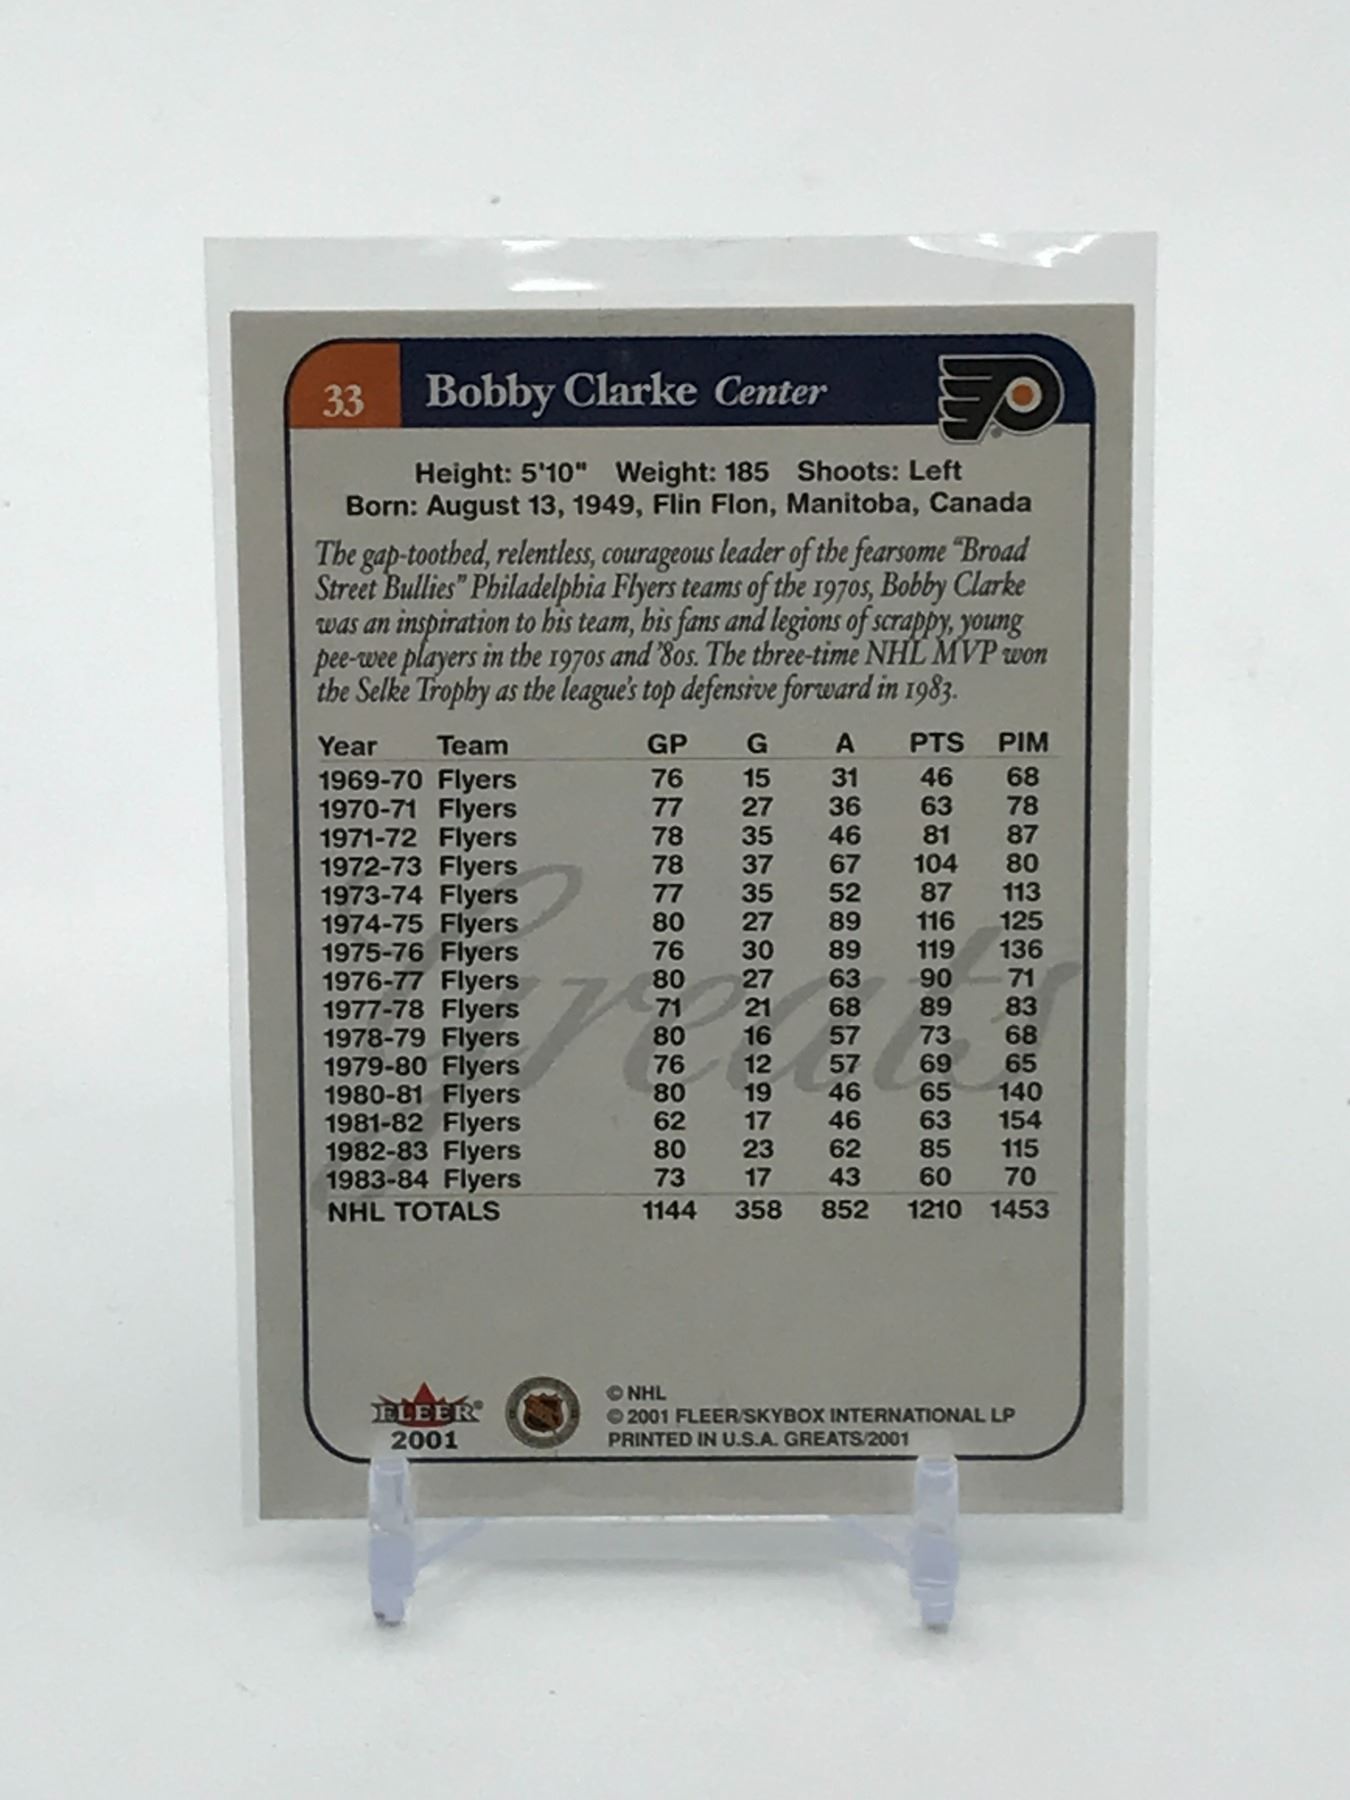 33 Bobby Clarke Center
Height: 5'10" Weight: 185 Shoots: Left
Born: August 13, 1949, Flin Flon, Manitoba, Canada
The gap-toothed, relentless, courageous leader of the fearsome "Broad
Street Bullies" Philadelphia Flyers teams of the 1970s, Bobby Clarke
was an inspiration to his team, his fans and legions of scrappy, young
pee-wee players in the 1970s and '80s. The three-time NHL MVP won
the Selke Trophy as the league's top defensive forward in 1983.
Year Team GP G A PTS PIM
1969-70 Flyers 76 15 31 46 68
1970-71 Flyers 77 27 36 63 78
1971-72 Flyers 78 35 46 81 87
1972-73 Flyers 78 37 67 104 80
1973-74 Flyers 77 35 52 87 113
1974-75 Flyers 80 27 89 116 125
1975-76 Flyers 76 30 89 119 136
1976-77 Flyers 80 27 63 90 71
1977-78 Flyers 71 21 68 89 83
1978-79 Flyers 80 16 57 73 68
1979-80 Flyers 76 12 57 69 65
1980-81 Flyers 80 19 46 65 140
1981-82 Flyers 62 17 46 63 154
1982-83 Flyers 80 23 62 85 115
1983-84 Flyers 73 17 43 60 70
NHL TOTALS 1144 358 852 1210 1453
Greats
FLEER®
2001
© NHL
© 2001 FLEER/SKYBOX INTERNATIONAL LP
PRINTED IN U.S.A. GREATS/2001